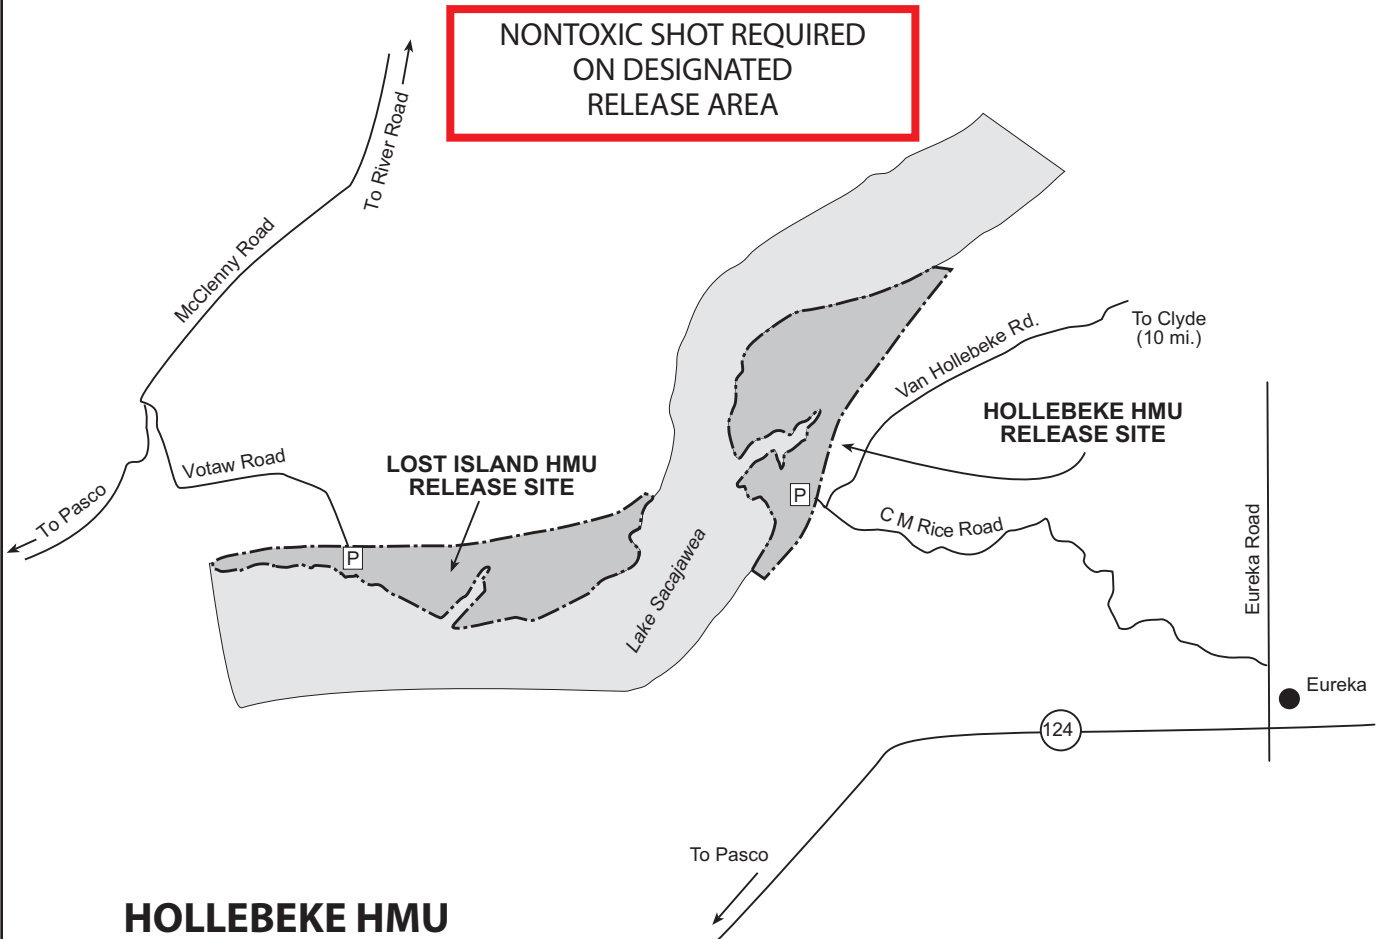 NONTOXIC SHOT REQUIRED
ON DESIGNATED
RELEASE AREA
To River Road
McClenny Road
To Clyde
(10 mi.)
Van Hollebeke Rd.
HOLLEBEKE HMU
RELEASE SITE
Votaw Road
LOST ISLAND HMU
RELEASE SITE
To Pasco
P
P
C M Rice Road
Eureka Road
Lake Sacajawea
Eureka
124
To Pasco
HOLLEBEKE HMU